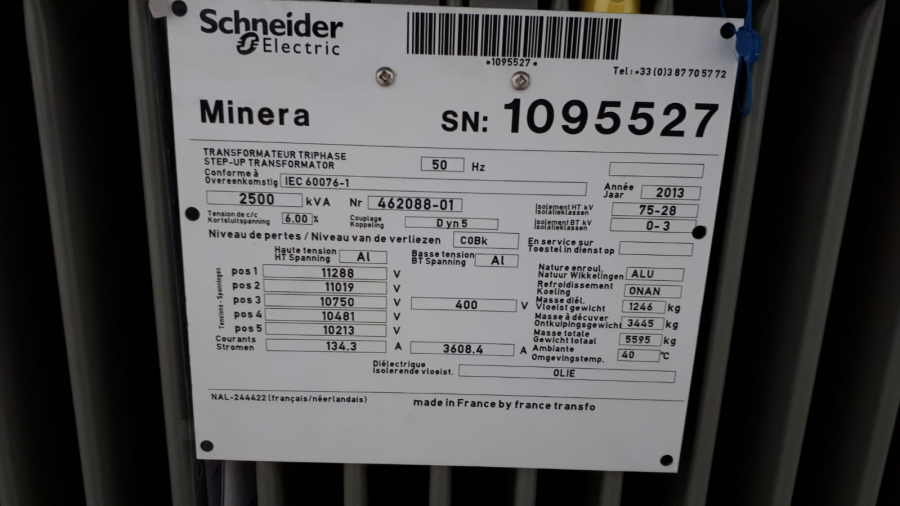 Schneider
Electric
*1095527*
Tel:+33(0)3 87 70 57 72
Minera
SN: 1095527
TRANSFORMATEUR TRIPHASE
STEP-UP TRANSFORMATOR
50 Hz
Conforme à
Overeenkomstig IEC 60076-1
Année
Jaar 2013
2500 kVA Nr 462088-01
Isolement HT kV
Isolatieklassen 75-28
Tension de c/c
Kortsluitspanning 6,00 %
Couplage
Koppeling Dyn5
Isolement BT kV
Isolatieklassen 0-3
Niveau de pertes / Niveau van de verliezen C0Bk
En service sur
Toestel in dienst op
Haute tension
HT Spanning Al
Basse tension
BT Spanning Al
Tensions - Spanningen
pos 1 11288 V
pos 2 11019 V
pos 3 10750 V 400 V
pos 4 10481 V
pos 5 10213 V
Courants
Stromen 134.3 A 3608.4 A
Nature enroul.
Natuur Wikkelingen ALU
Refroidissement
Koeling ONAN
Masse diél.
Vloeist gewicht 1246 kg
Masse à décuver
Ontkuipingsgewicht 3445 kg
Masse totale
Gewicht totaal 5595 kg
Ambiante
Omgevingstemp. 40 °C
Diélectrique
Isolerende vloeist. OLIE
NAL-244422 (français/néerlandais)
made in France by france transfo